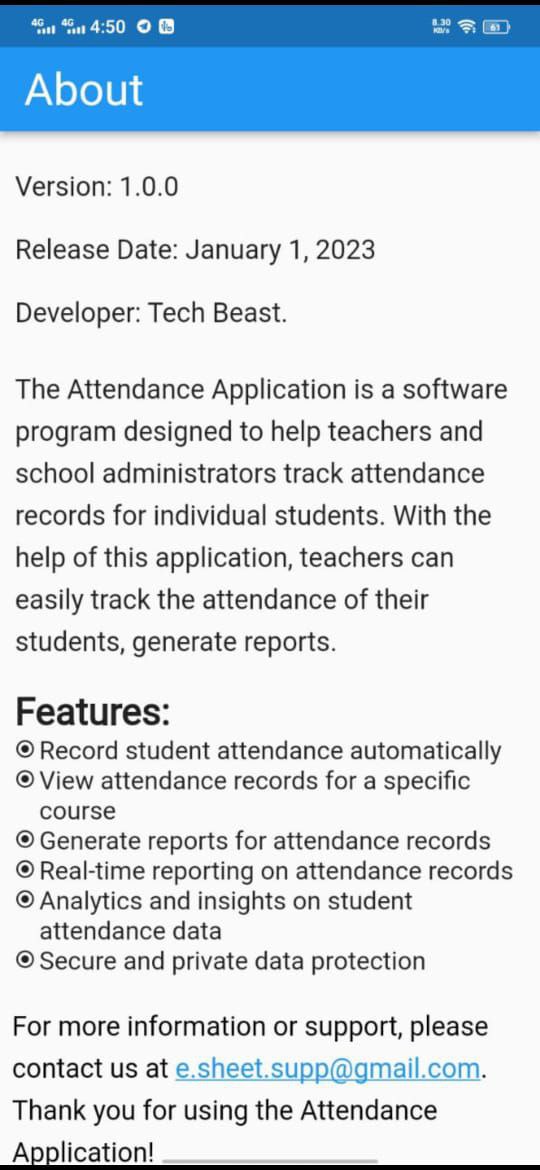 4G 4G 4:50 8.30 KB/s 61
About
Version: 1.0.0
Release Date: January 1, 2023
Developer: Tech Beast.
The Attendance Application is a software
program designed to help teachers and
school administrators track attendance
records for individual students. With the
help of this application, teachers can
easily track the attendance of their
students, generate reports.
Features:
Record student attendance automatically
View attendance records for a specific
course
Generate reports for attendance records
Real-time reporting on attendance records
Analytics and insights on student
attendance data
Secure and private data protection
For more information or support, please
contact us at e.sheet.supp@gmail.com.
Thank you for using the Attendance
Application!